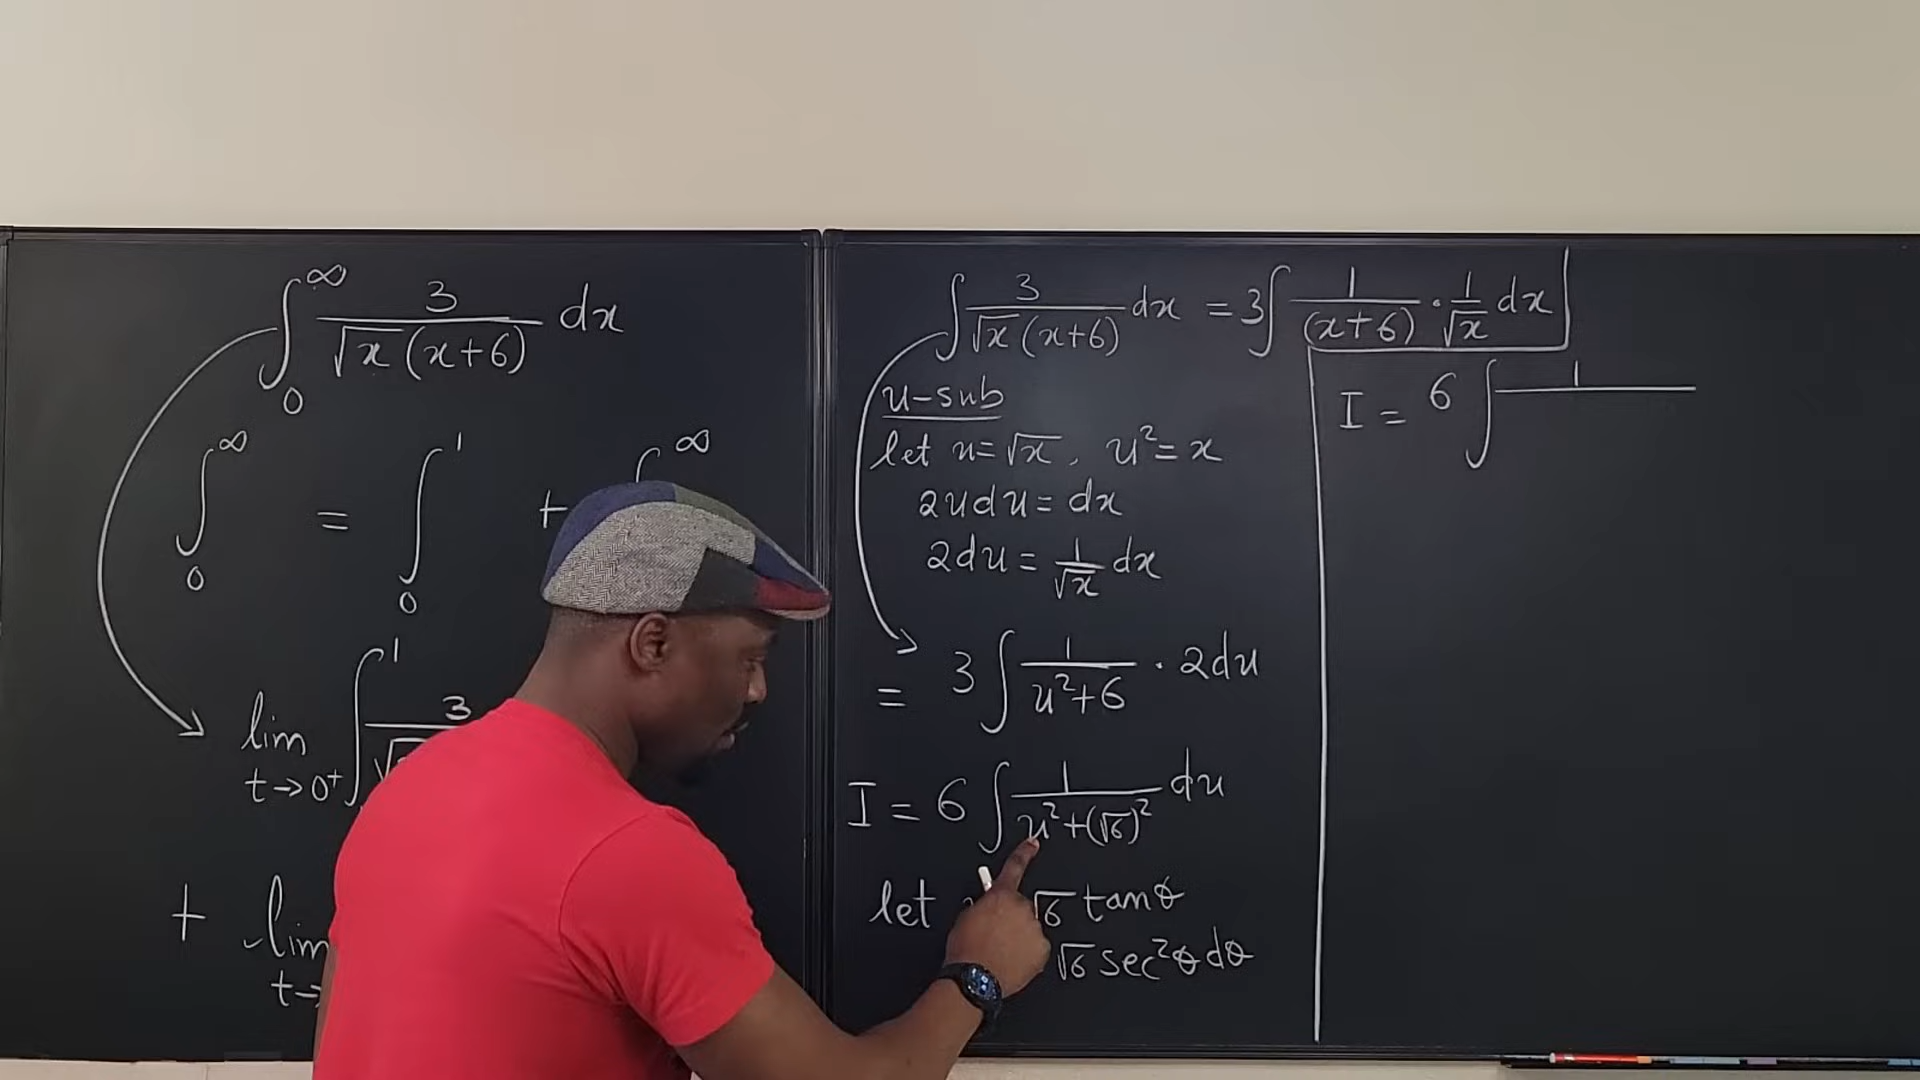 ∫₀^∞ 3/(√x (x+6)) dx
∫₀^∞ = ∫₀^1 + ∫^∞
lim t→0⁺ ∫^1 3/√
+ lim t→
∫ 3/(√x (x+6)) dx = 3∫ 1/(x+6) · 1/√x dx
u-sub
let u=√x, u²=x
2udu = dx
2du = 1/√x dx
= 3∫ 1/(u²+6) · 2du
I = 6∫ 1/(u²+(√6)²) du
let √6 tanθ
√6 sec²θ dθ
I = 6∫ 1/